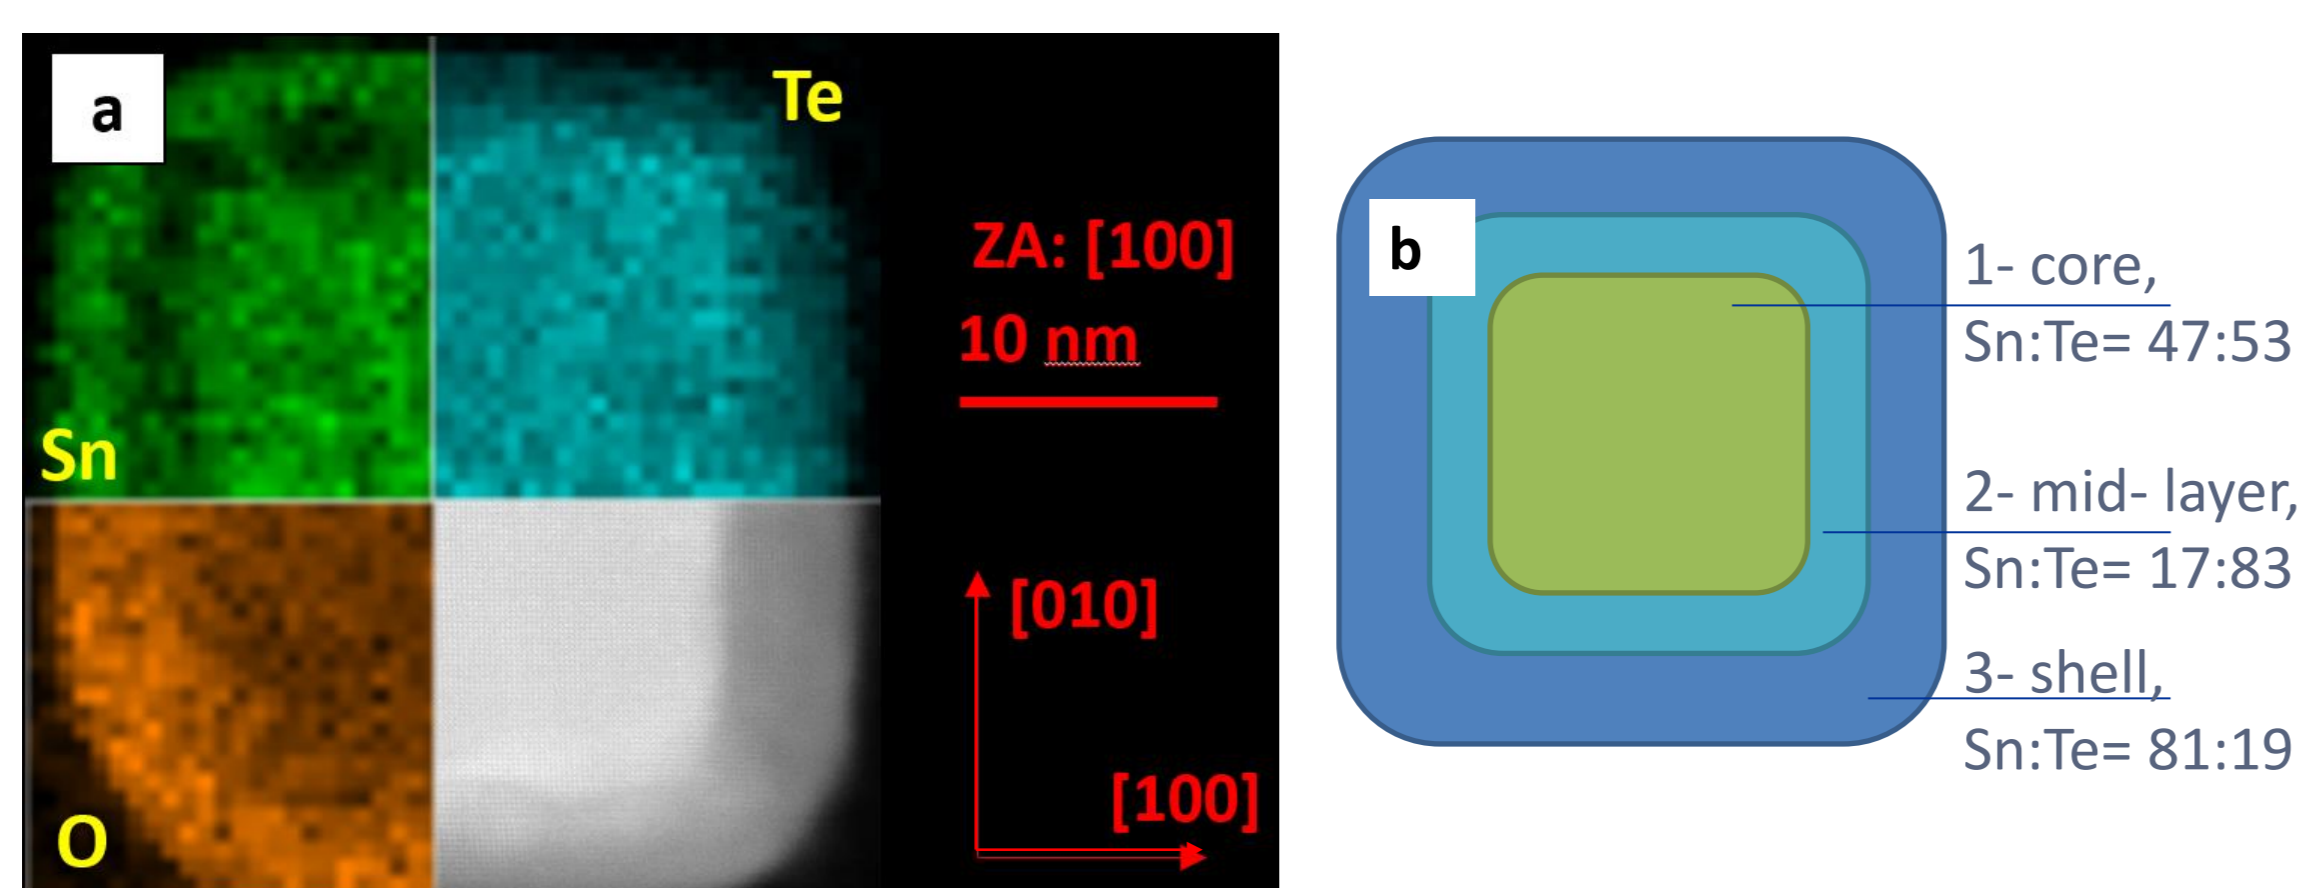 a
Te
Sn
O
ZA: [100]
10 nm
[010]
[100]
b
1- core,
Sn:Te= 47:53
2- mid- layer,
Sn:Te= 17:83
3- shell,
Sn:Te= 81:19